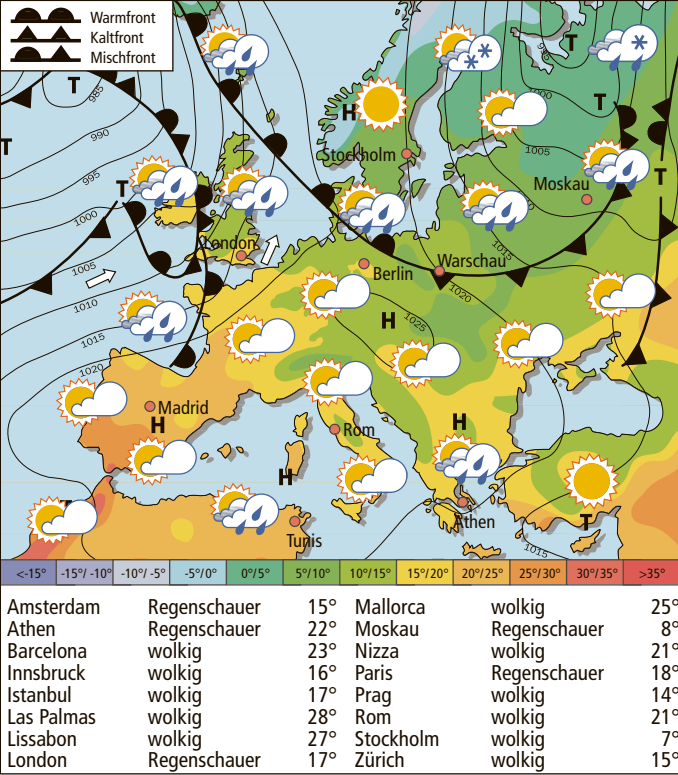 Warmfront
Kaltfront
Mischfront
T
985
990
995
1000
1005
1010
1015
1020
T
T
T
975
1000
T
1005
T
H
Stockholm
Moskau
London
Berlin
Warschau
1015
1020
1025
H
Madrid
H
Rom
H
H
Athen
Tunis
T
1015
<-15° -15°/-10° -10°/-5° -5°/0° 0°/5° 5°/10° 10°/15° 15°/20° 20°/25° 25°/30° 30°/35° >35°
Amsterdam Regenschauer 15° Mallorca wolkig 25°
Athen Regenschauer 22° Moskau Regenschauer 8°
Barcelona wolkig 23° Nizza wolkig 21°
Innsbruck wolkig 16° Paris Regenschauer 18°
Istanbul wolkig 17° Prag wolkig 14°
Las Palmas wolkig 28° Rom wolkig 21°
Lissabon wolkig 27° Stockholm wolkig 7°
London Regenschauer 17° Zürich wolkig 15°